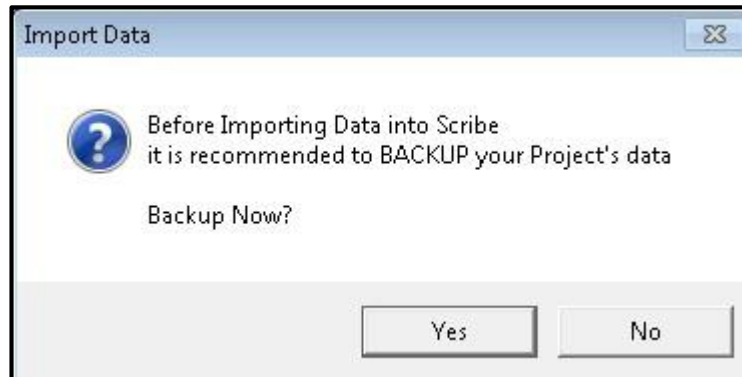 Import Data
Before Importing Data into Scribe
it is recommended to BACKUP your Project's data
Backup Now?
Yes
No